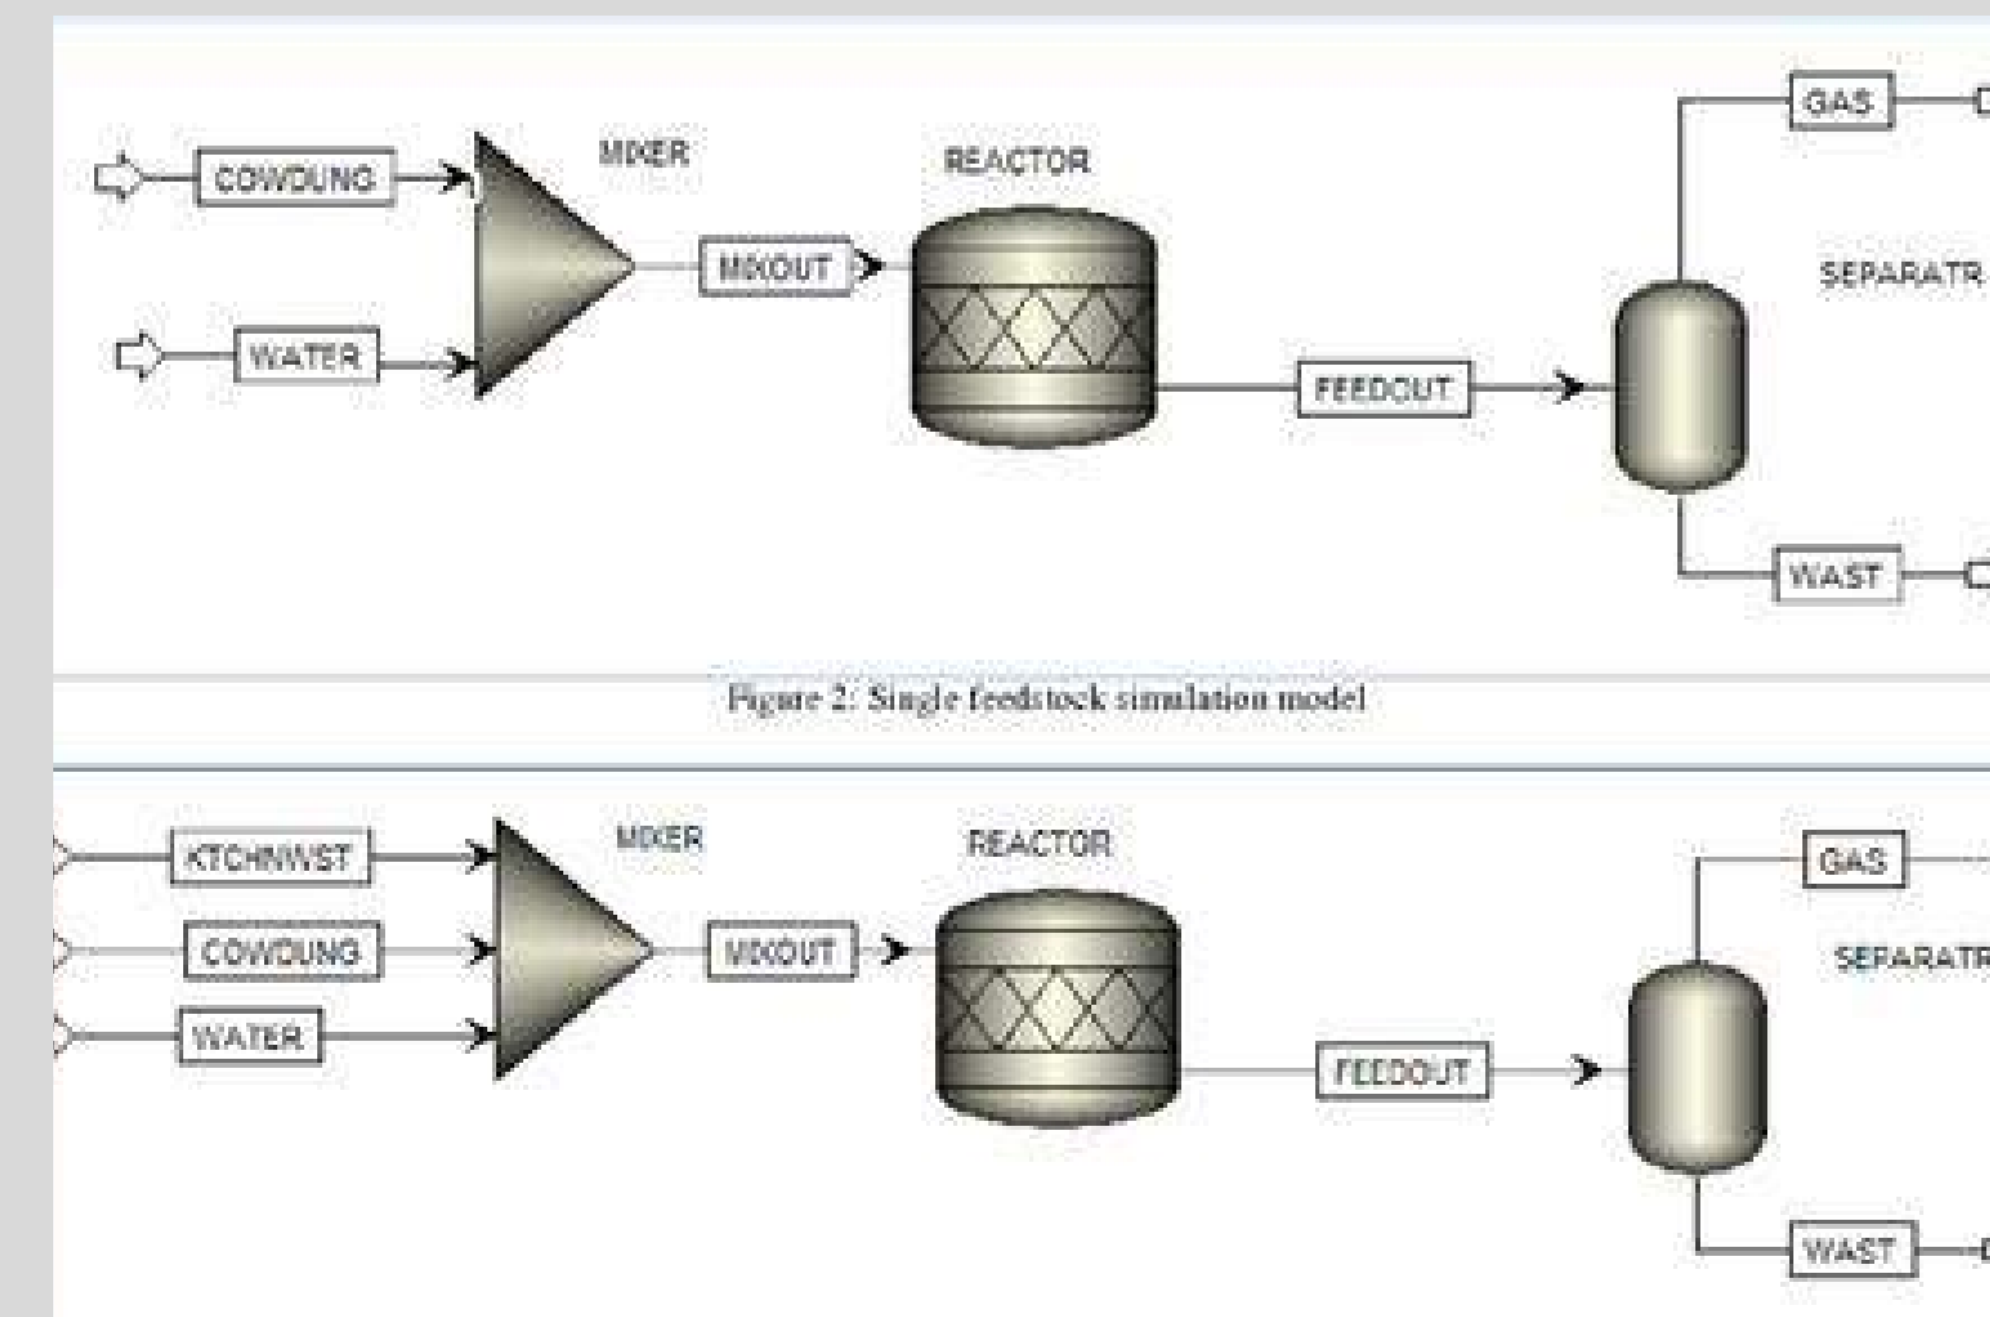 GAS
MIXER
REACTOR
COWDUNG
MIXOUT
SEPARATR
WATER
FEEDOUT
WAST
Figure 2: Single feedstock simulation model
MIXER
REACTOR
KTCHNWST
GAS
COWDUNG
MIXOUT
SEPARATR
WATER
FEEDOUT
WAST